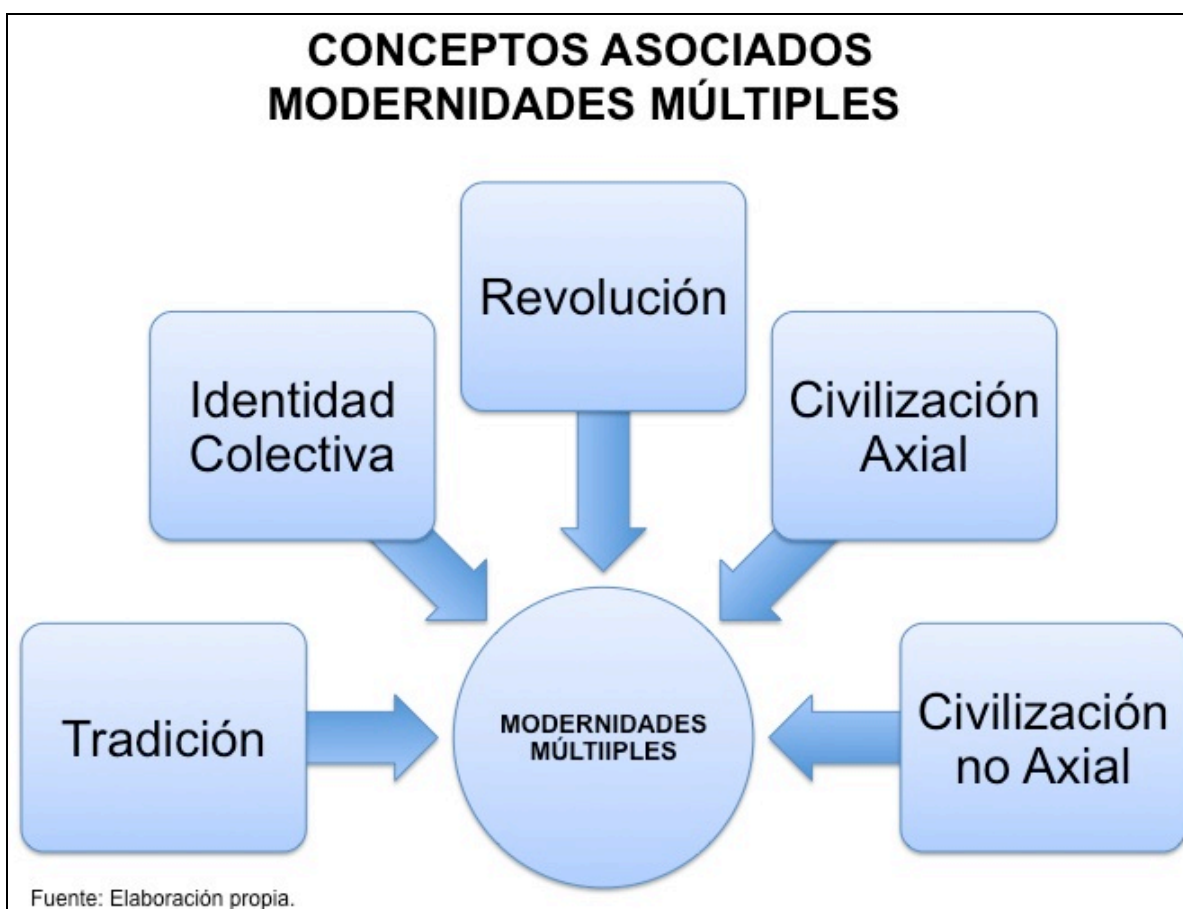 CONCEPTOS ASOCIADOS
MODERNIDADES MÚLTIPLES
Revolución
Identidad
Colectiva
Civilización
Axial
Tradición
MODERNIDADES
MÚLTIIPLES
Civilización
no Axial
Fuente: Elaboración propia.